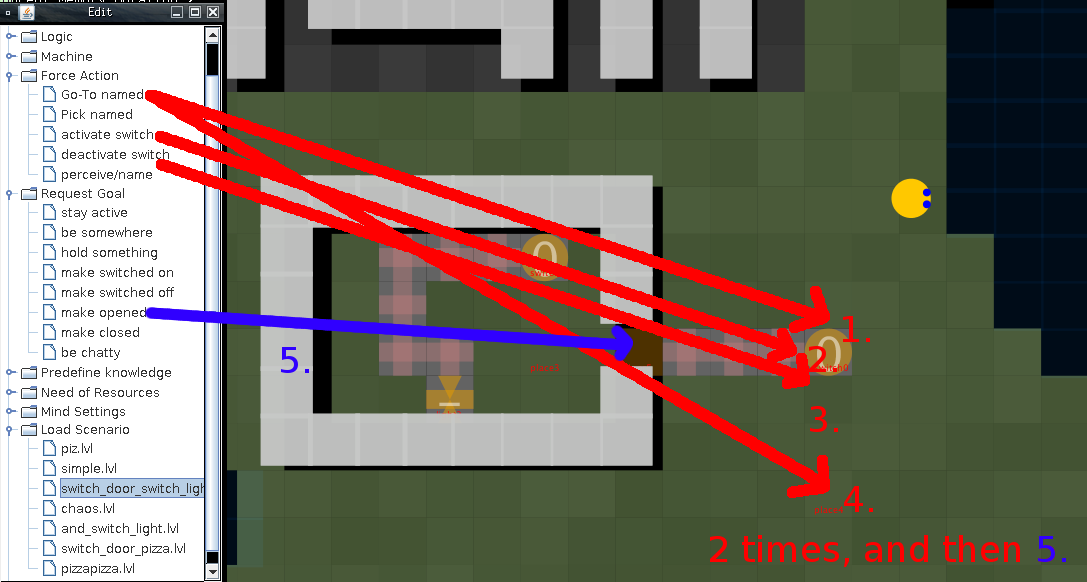 Edit
Logic
Machine
Force Action
Go-To named
Pick named
activate switch
deactivate switch
perceive/name
Request Goal
stay active
be somewhere
hold something
make switched on
make switched off
make opened
make closed
be chatty
Predefine knowledge
Need of Resources
Mind Settings
Load Scenario
piz.lvl
simple.lvl
switch_door_switch_ligh
chaos.lvl
and_switch_light.lvl
switch_door_pizza.lvl
pizzapizza.lvl
0
0
1.
2
3.
4.
5.
2 times, and then 5.